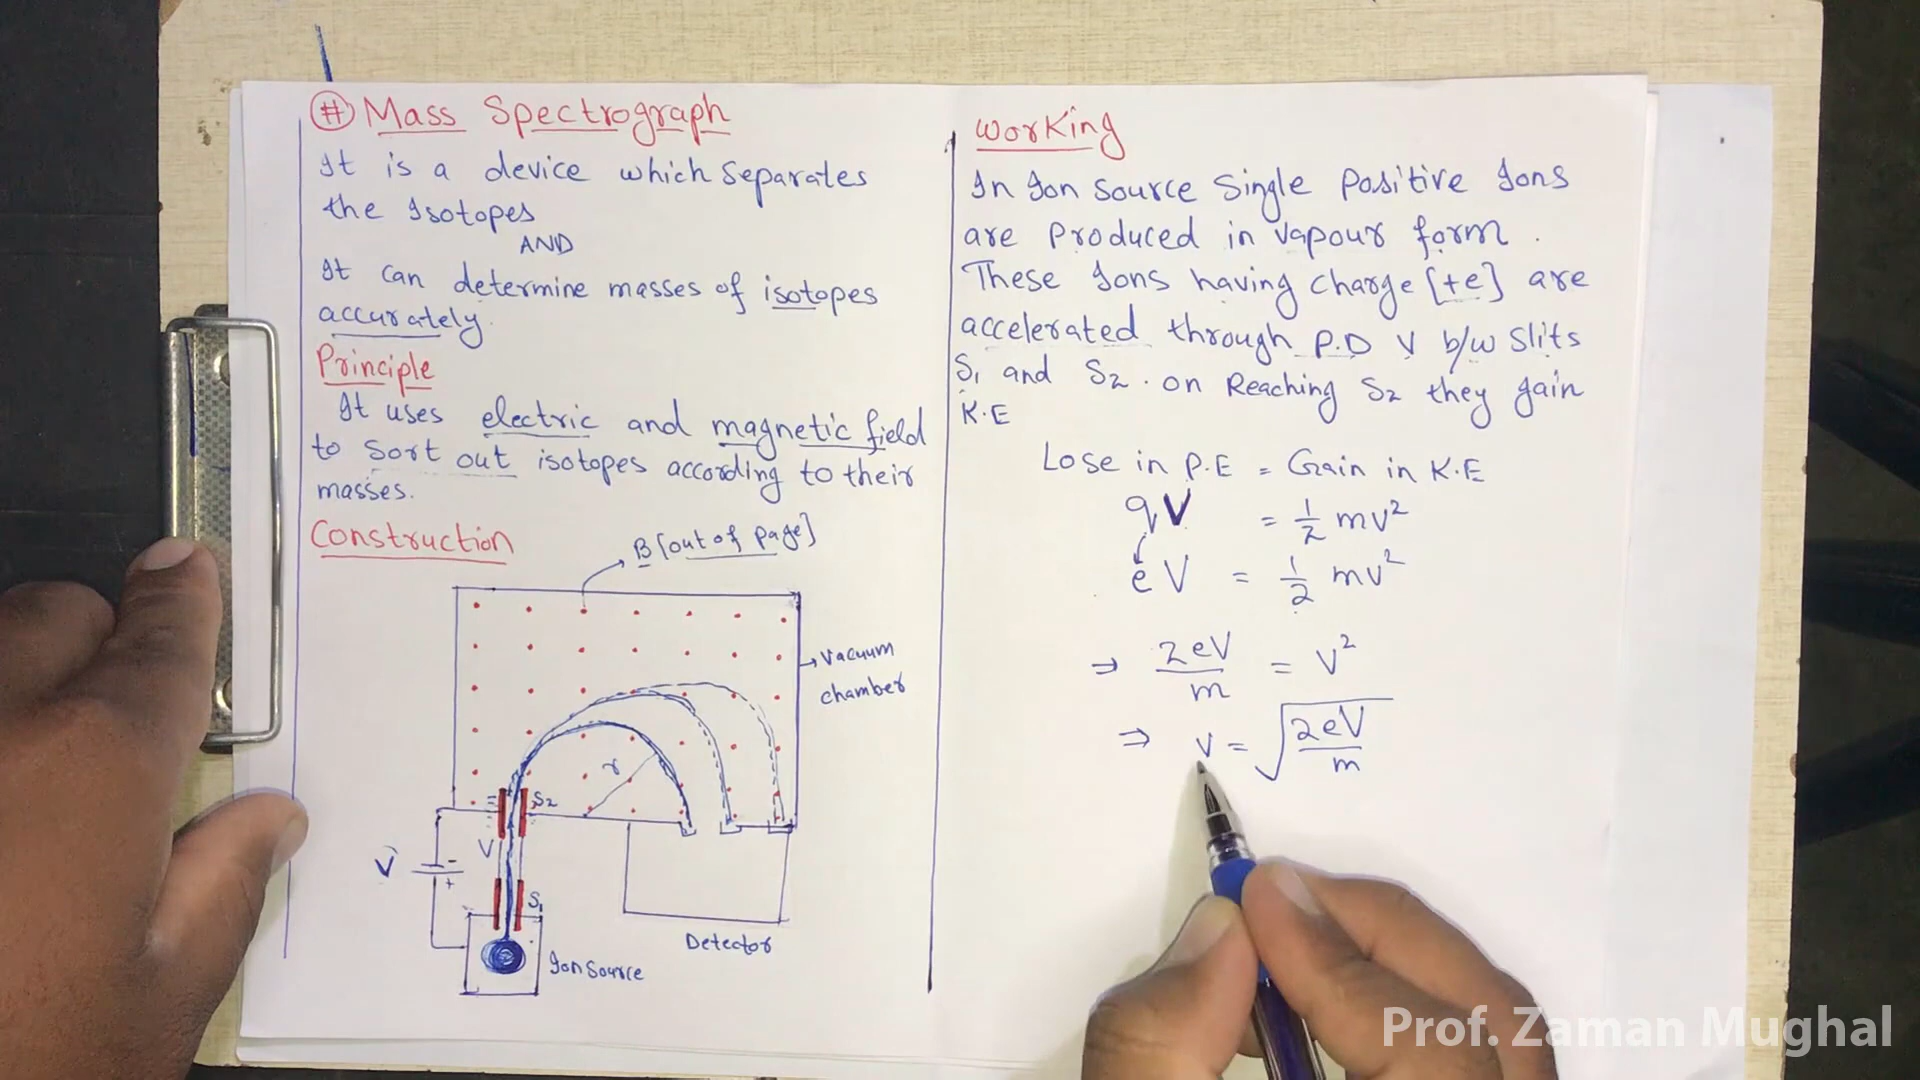 # Mass Spectrograph
It is a device which separates
the Isotopes
AND
It can determine masses of isotopes
accurately.
Principle
It uses electric and magnetic field
to sort out isotopes according to their
masses.
Construction
B [out of page]
Vacuum
chamber
r
S2
V
V
-
+
S1
Detector
Ion Source
Working
In Ion source Single positive Ions
are produced in vapour form.
These Ions having charge [+e] are
accelerated through P.D V b/w slits
S1 and S2. on Reaching S2 they gain
K.E
Lose in P.E = Gain in K.E
qV = 1/2 mv²
eV = 1/2 mv²
⇒ 2eV/m = V²
⇒ v = √(2eV/m)
Prof. Zaman Mughal